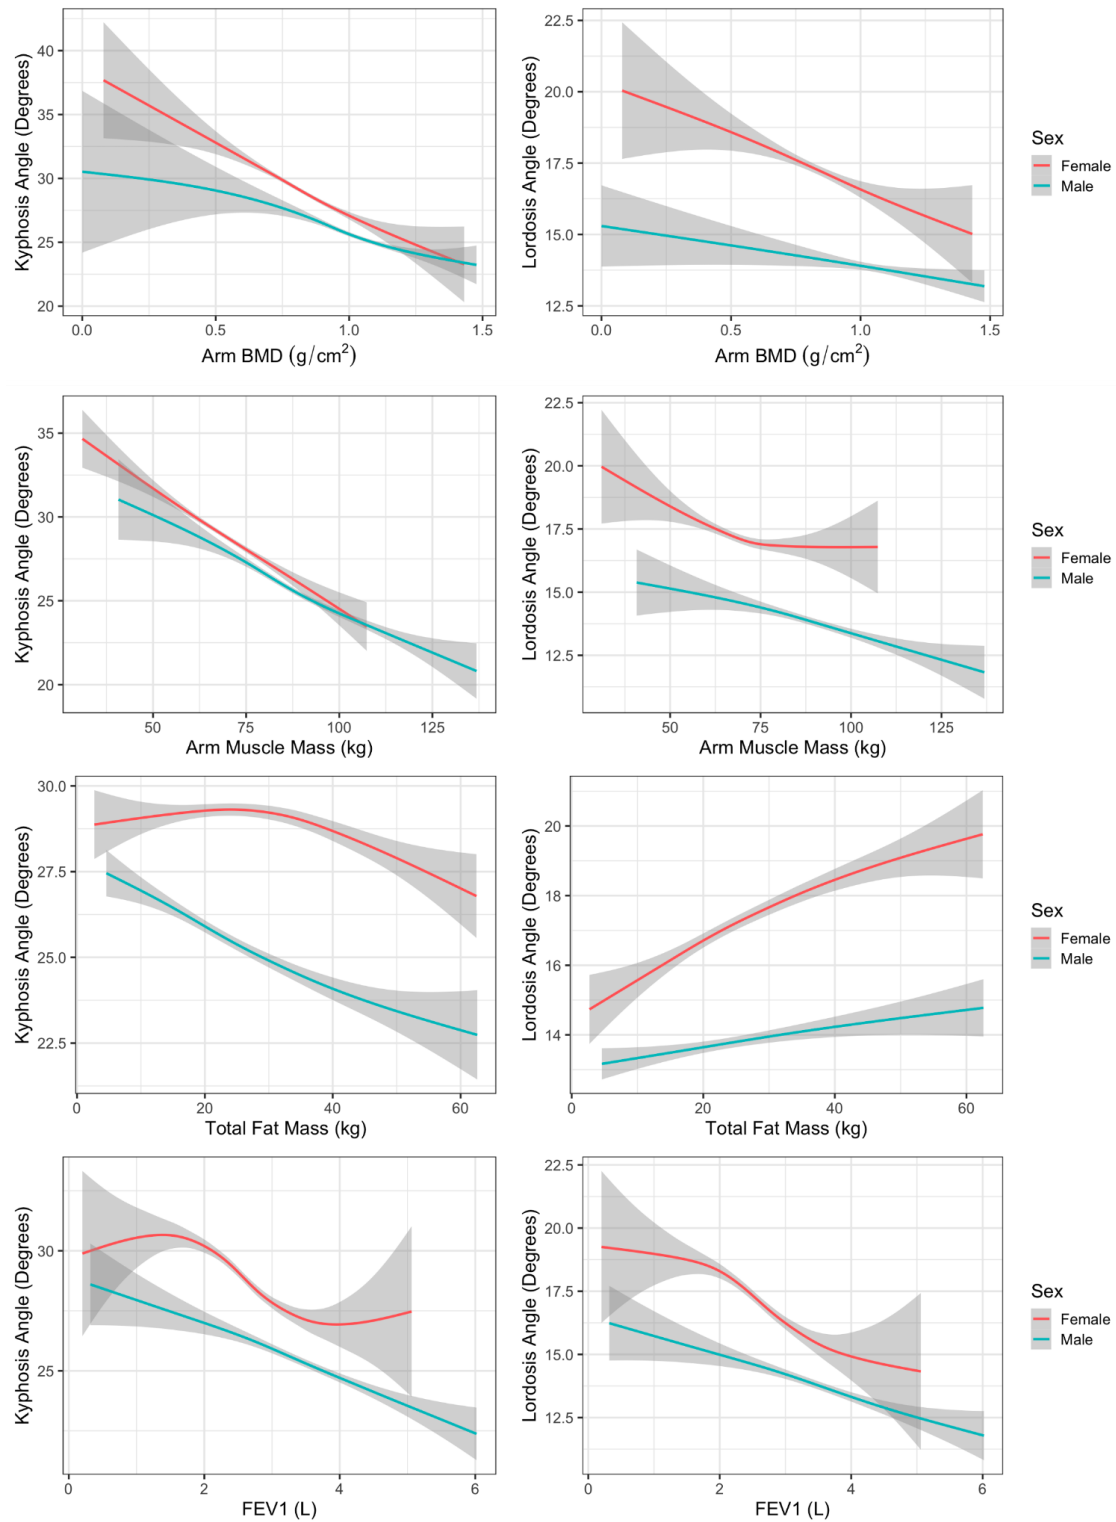 Kyphosis Angle (Degrees)
40
35
30
25
20
0.0 0.5 1.0 1.5
Arm BMD (g/cm²)
Lordosis Angle (Degrees)
22.5
20.0
17.5
15.0
12.5
0.0 0.5 1.0 1.5
Arm BMD (g/cm²)
Sex
Female
Male
Kyphosis Angle (Degrees)
35
30
25
20
50 75 100 125
Arm Muscle Mass (kg)
Lordosis Angle (Degrees)
22.5
20.0
17.5
15.0
12.5
50 75 100 125
Arm Muscle Mass (kg)
Sex
Female
Male
Kyphosis Angle (Degrees)
30.0
27.5
25.0
22.5
0 20 40 60
Total Fat Mass (kg)
Lordosis Angle (Degrees)
20
18
16
14
0 20 40 60
Total Fat Mass (kg)
Sex
Female
Male
Kyphosis Angle (Degrees)
30
25
0 2 4 6
FEV1 (L)
Lordosis Angle (Degrees)
22.5
20.0
17.5
15.0
12.5
0 2 4 6
FEV1 (L)
Sex
Female
Male